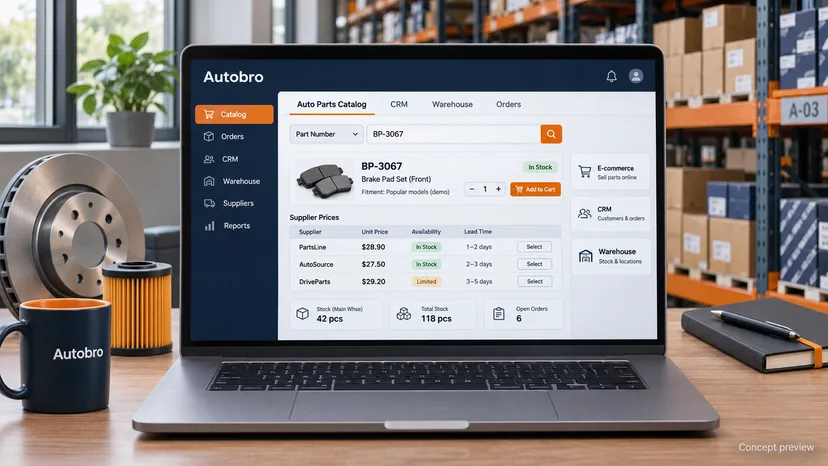 Autobro
Catalog
Orders
CRM
Warehouse
Suppliers
Reports
Auto Parts Catalog CRM Warehouse Orders
Part Number BP-3067
BP-3067
In Stock
Brake Pad Set (Front)
Fitment: Popular models (demo)
− 1 + Add to Cart
E-commerce
Sell parts online
CRM
Customers & orders
Warehouse
Stock & locations
Supplier Prices
Supplier Unit Price Availability Lead Time
PartsLine $28.90 In Stock 1–2 days Select
AutoSource $27.50 In Stock 2–3 days Select
DriveParts $29.20 Limited 3–5 days Select
Stock (Main Whse)
42 pcs
Total Stock
118 pcs
Open Orders
6
Autobro
A-03
Concept preview